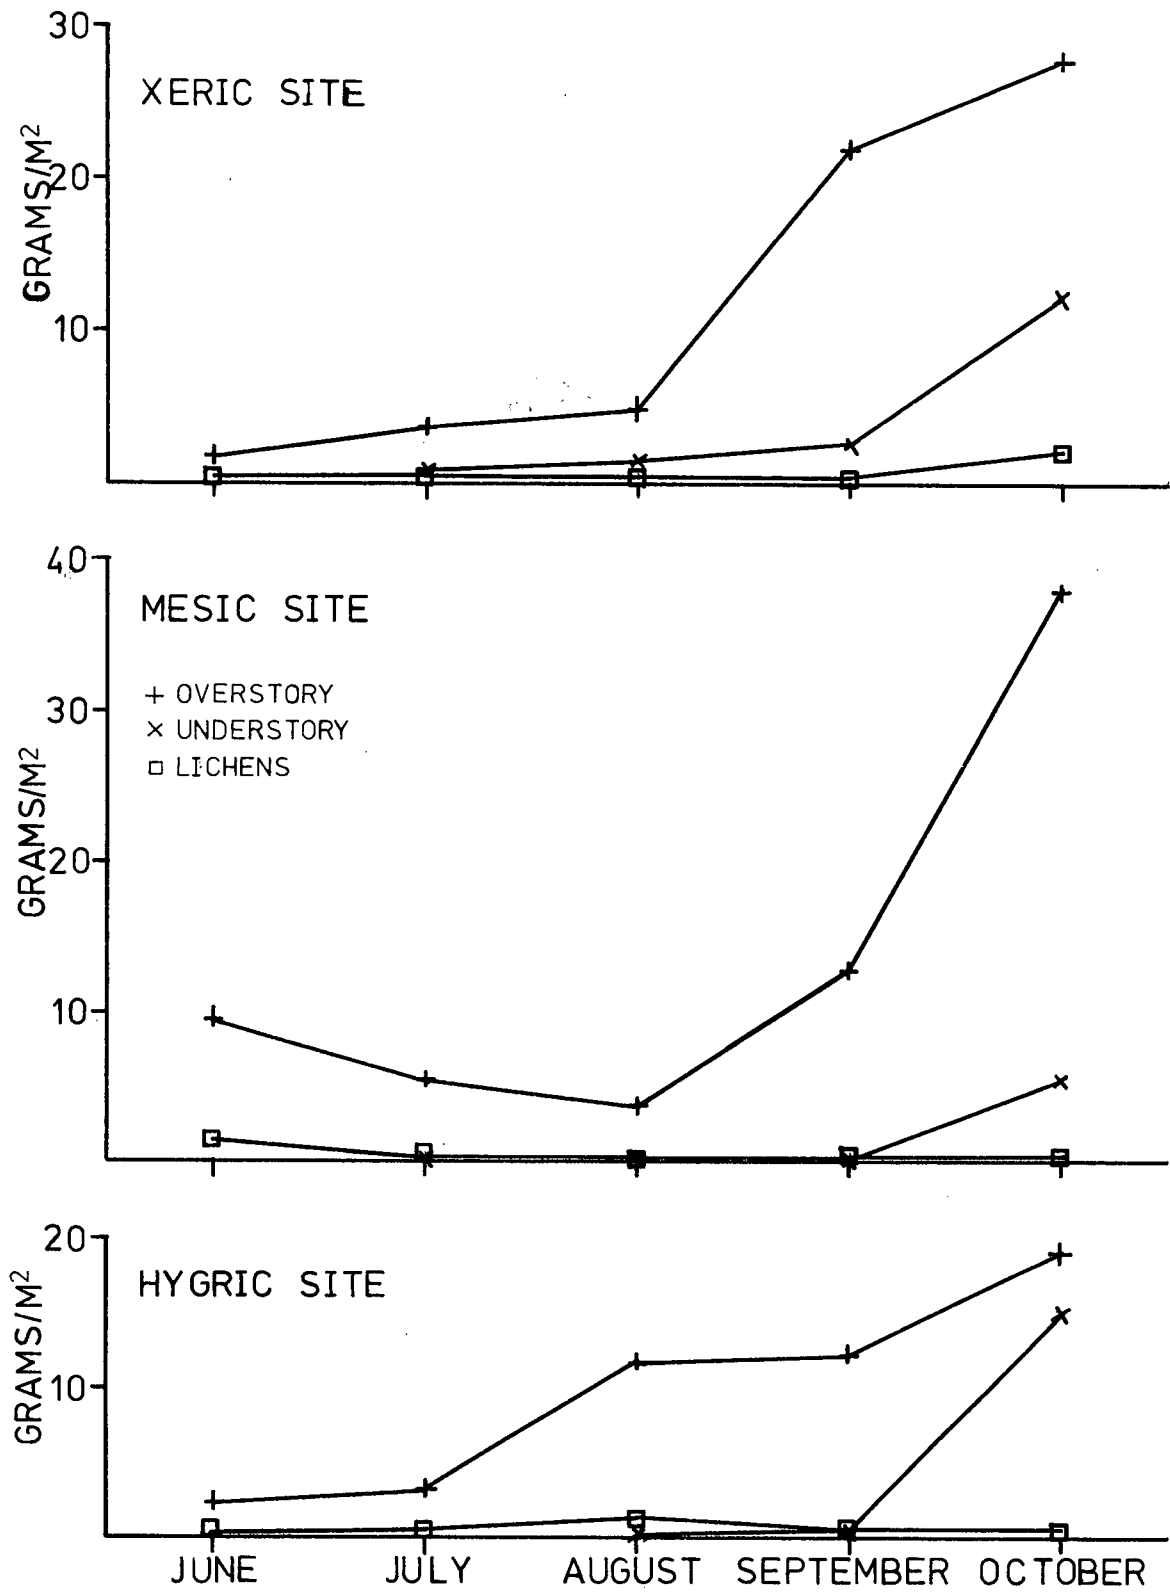 30
XERIC SITE
20
GRAMS/M²
10
40
MESIC SITE
+ OVERSTORY
30
× UNDERSTORY
□ LICHENS
GRAMS/M²
20
10
20
HYGRIC SITE
GRAMS/M²
10
JUNE JULY AUGUST SEPTEMBER OCTOBER